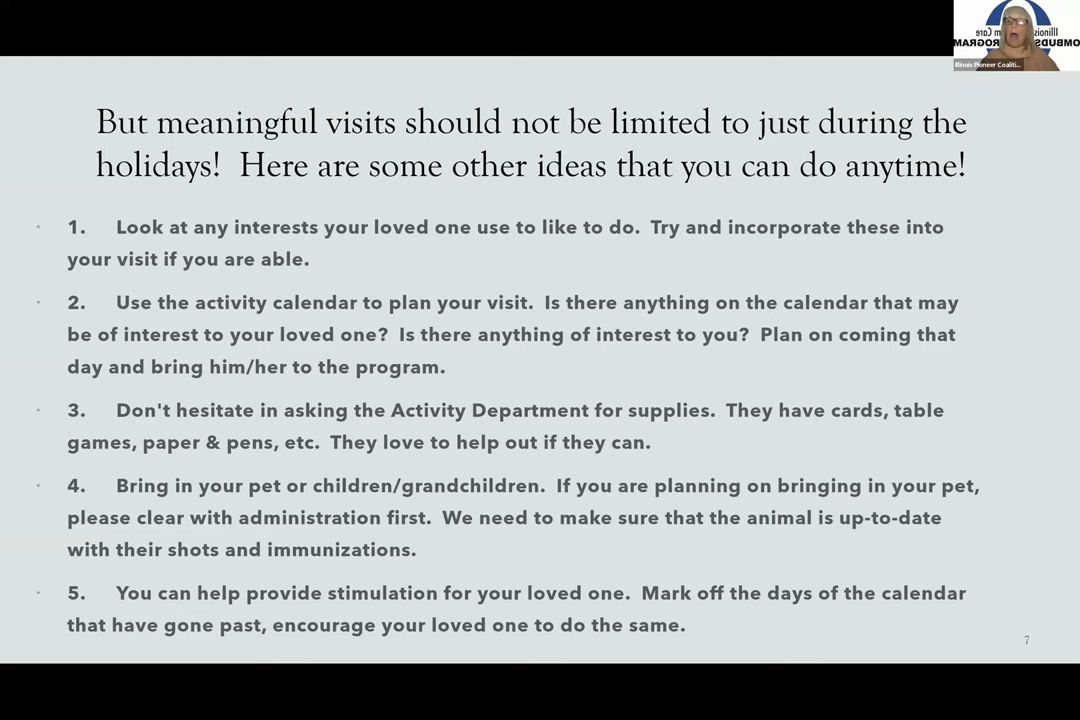 Illinois
m Care
OMBUDS
PROGRAM
Illinois Pioneer Coaliti...
But meaningful visits should not be limited to just during the
holidays! Here are some other ideas that you can do anytime!
1. Look at any interests your loved one use to like to do. Try and incorporate these into
your visit if you are able.
2. Use the activity calendar to plan your visit. Is there anything on the calendar that may
be of interest to your loved one? Is there anything of interest to you? Plan on coming that
day and bring him/her to the program.
3. Don't hesitate in asking the Activity Department for supplies. They have cards, table
games, paper & pens, etc. They love to help out if they can.
4. Bring in your pet or children/grandchildren. If you are planning on bringing in your pet,
please clear with administration first. We need to make sure that the animal is up-to-date
with their shots and immunizations.
5. You can help provide stimulation for your loved one. Mark off the days of the calendar
that have gone past, encourage your loved one to do the same.
7